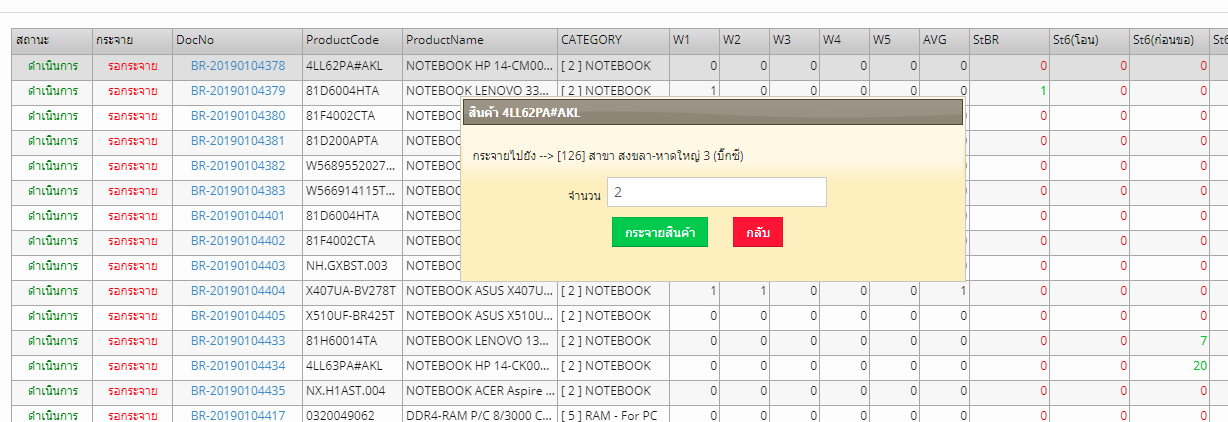 สถานะ กระจาย DocNo ProductCode ProductName CATEGORY W1 W2 W3 W4 W5 AVG StBR St6(โอน) St6(ก่อนขอ) St6
ดำเนินการ รอกระจาย BR-20190104378 4LL62PA#AKL NOTEBOOK HP 14-CM00... [ 2 ] NOTEBOOK 0 0 0 0 0 0 0 0 0
ดำเนินการ รอกระจาย BR-20190104379 81D6004HTA NOTEBOOK LENOVO 33... [ 2 ] NOTEBOOK 1 0 0 0 0 0 1 0 0
สินค้า 4LL62PA#AKL
กระจายไปยัง --> [126] สาขา สงขลา-หาดใหญ่ 3 (บิ๊กซี)
จำนวน 2
กระจายสินค้า กลับ
ดำเนินการ รอกระจาย BR-20190104380 81F4002CTA NOTEBOO 0 0 0
ดำเนินการ รอกระจาย BR-20190104381 81D200APTA NOTEBOO 0 0 0
ดำเนินการ รอกระจาย BR-20190104382 W5689552027... NOTEBOO 0 0 0
ดำเนินการ รอกระจาย BR-20190104383 W566914115T... NOTEBOO 0 0 0
ดำเนินการ รอกระจาย BR-20190104401 81D6004HTA NOTEBOO 0 0 0
ดำเนินการ รอกระจาย BR-20190104402 81F4002CTA NOTEBOO 0 0 0
ดำเนินการ รอกระจาย BR-20190104403 NH.GXBST.003 NOTEBOO 0 0 0
ดำเนินการ รอกระจาย BR-20190104404 X407UA-BV278T NOTEBOOK ASUS X407U... [ 2 ] NOTEBOOK 1 1 0 0 0 1 0 0 0
ดำเนินการ รอกระจาย BR-20190104405 X510UF-BR425T NOTEBOOK ASUS X510U... [ 2 ] NOTEBOOK 0 0 0 0 0 0 0 0 0
ดำเนินการ รอกระจาย BR-20190104433 81H60014TA NOTEBOOK LENOVO 13... [ 2 ] NOTEBOOK 0 0 0 0 0 0 0 0 7
ดำเนินการ รอกระจาย BR-20190104434 4LL63PA#AKL NOTEBOOK HP 14-CK00... [ 2 ] NOTEBOOK 0 0 0 0 0 0 0 0 20
ดำเนินการ รอกระจาย BR-20190104435 NX.H1AST.004 NOTEBOOK ACER Aspire ... [ 2 ] NOTEBOOK 0 0 0 0 0 0 0 0 0
ดำเนินการ รอกระจาย BR-20190104417 0320049062 DDR4-RAM P/C 8/3000 C... [ 5 ] RAM - For PC 0 0 0 0 0 0 0 0 0